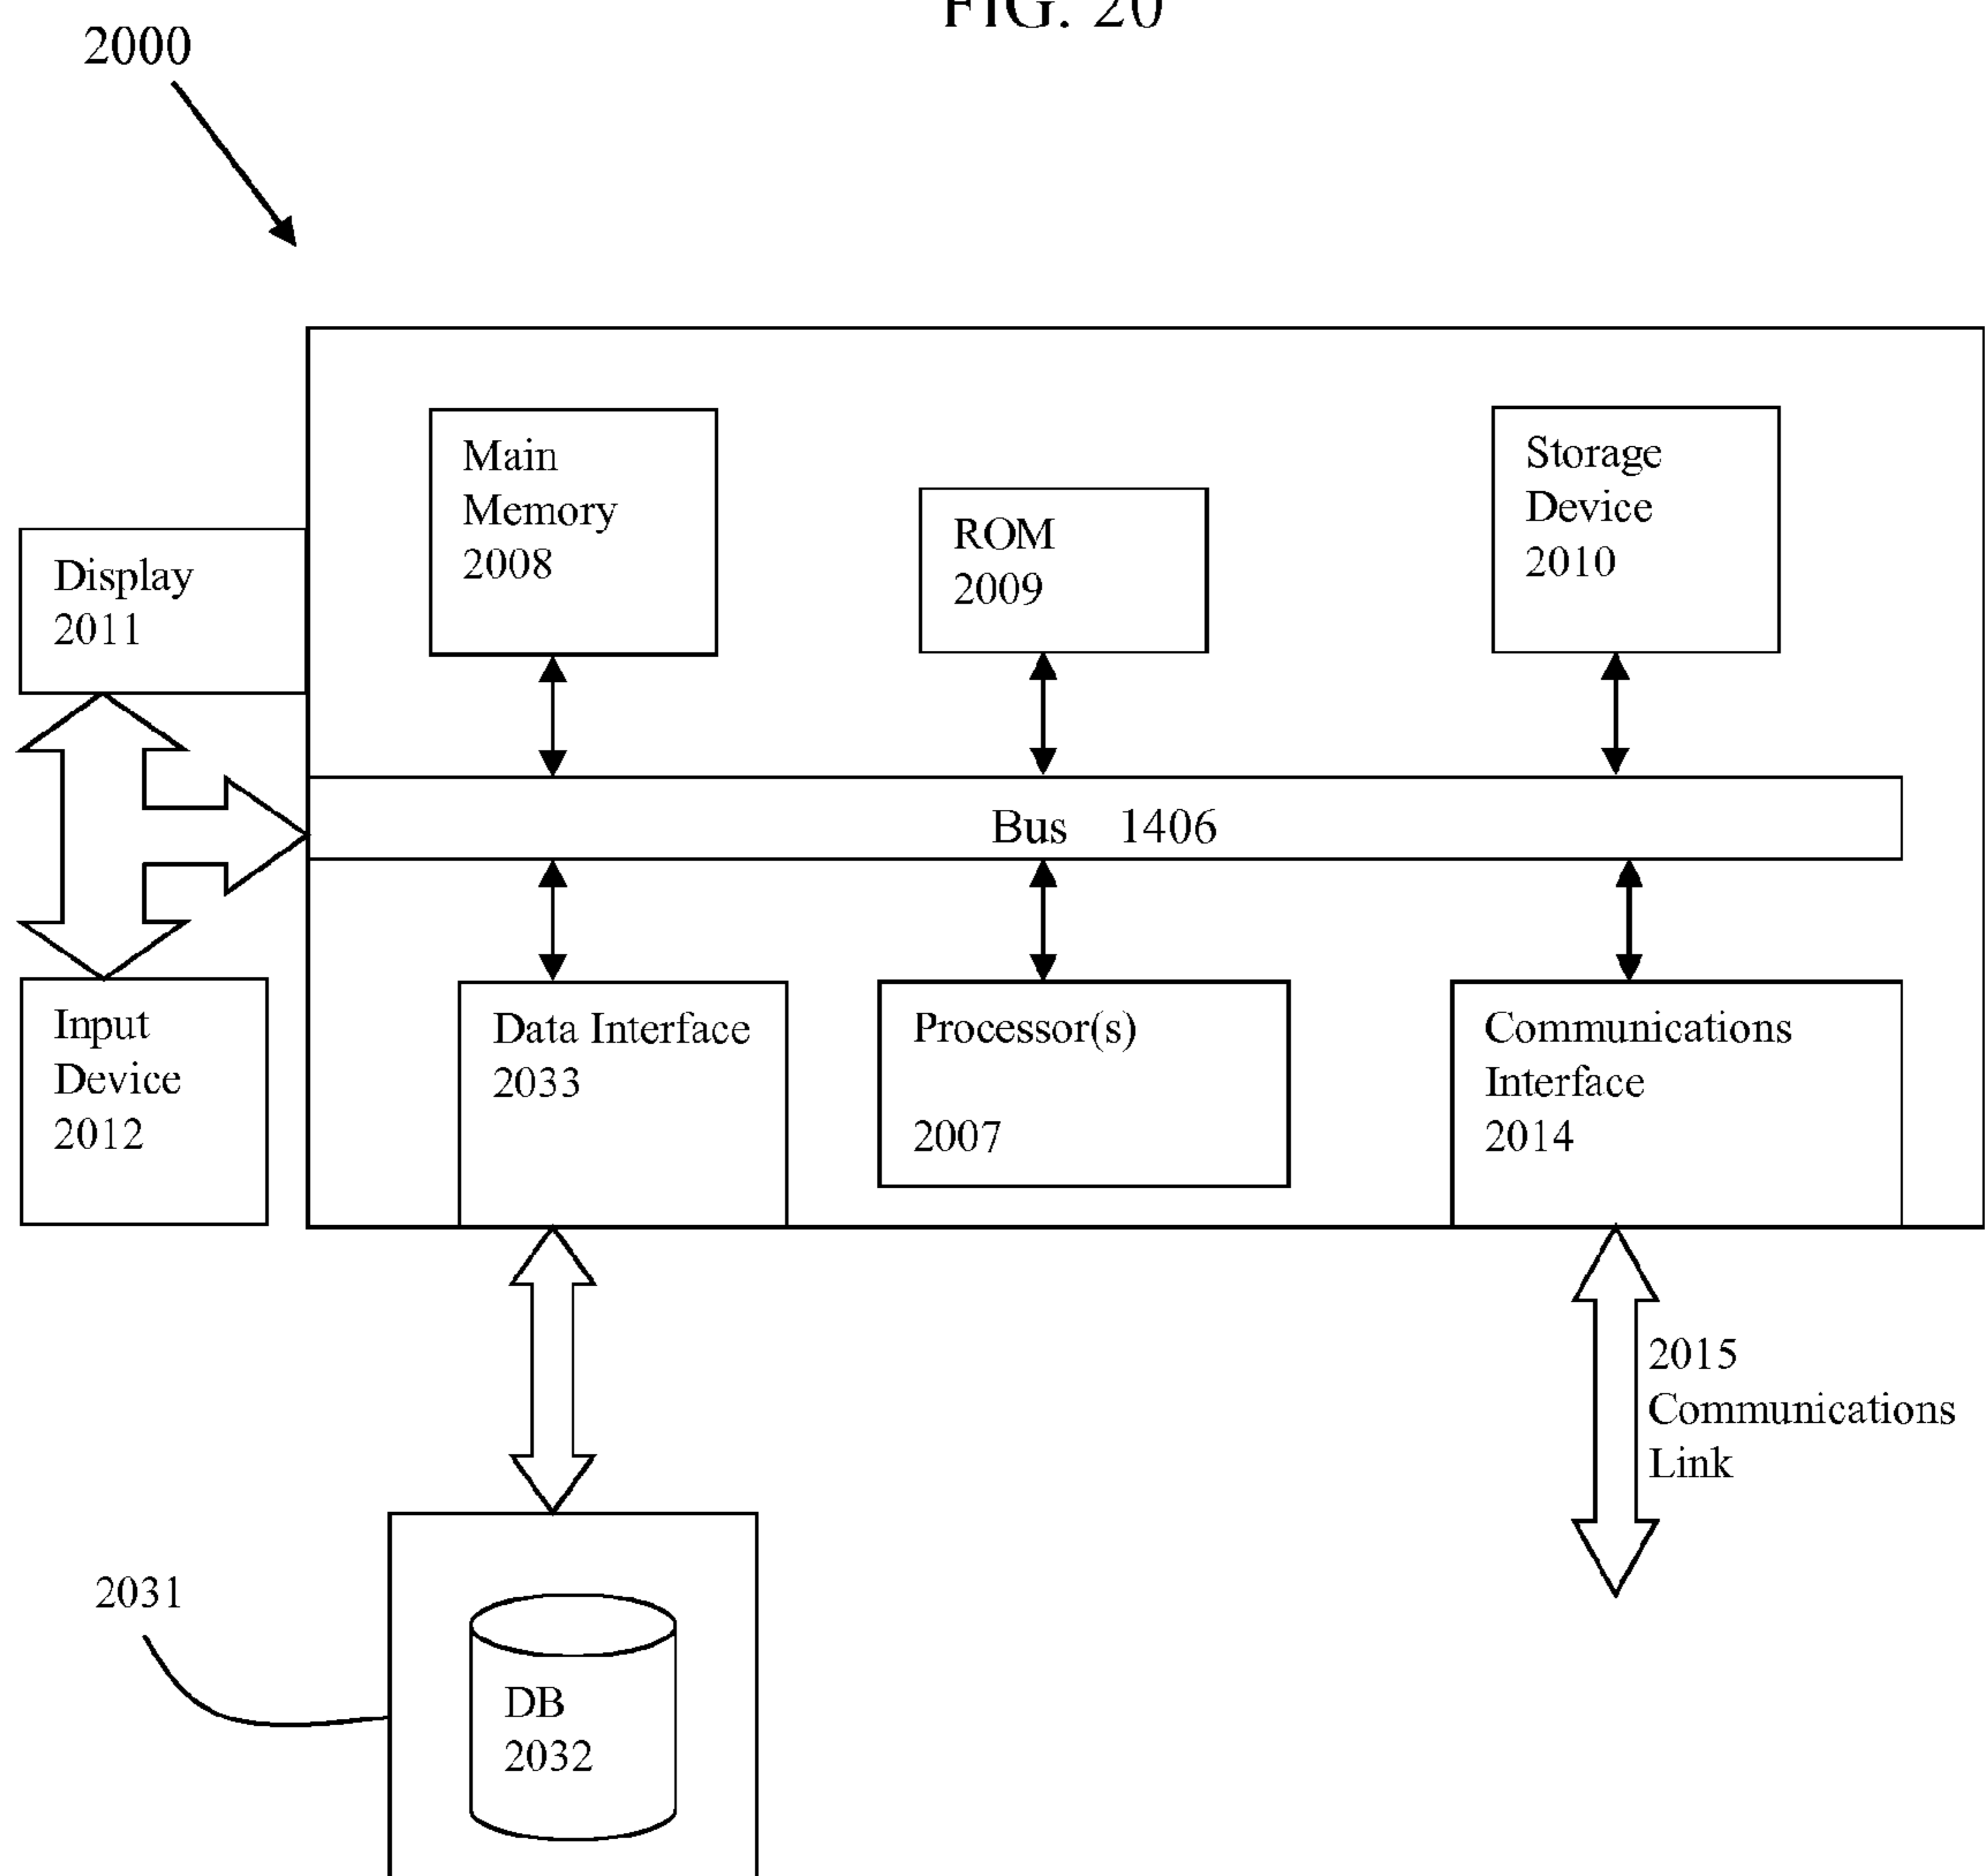 FIG. 20
2000
Main
Memory
2008
ROM
2009
Storage
Device
2010
Display
2011
Bus 1406
Input
Device
2012
Data Interface
2033
Processor(s)
2007
Communications
Interface
2014
2015
Communications
Link
2031
DB
2032